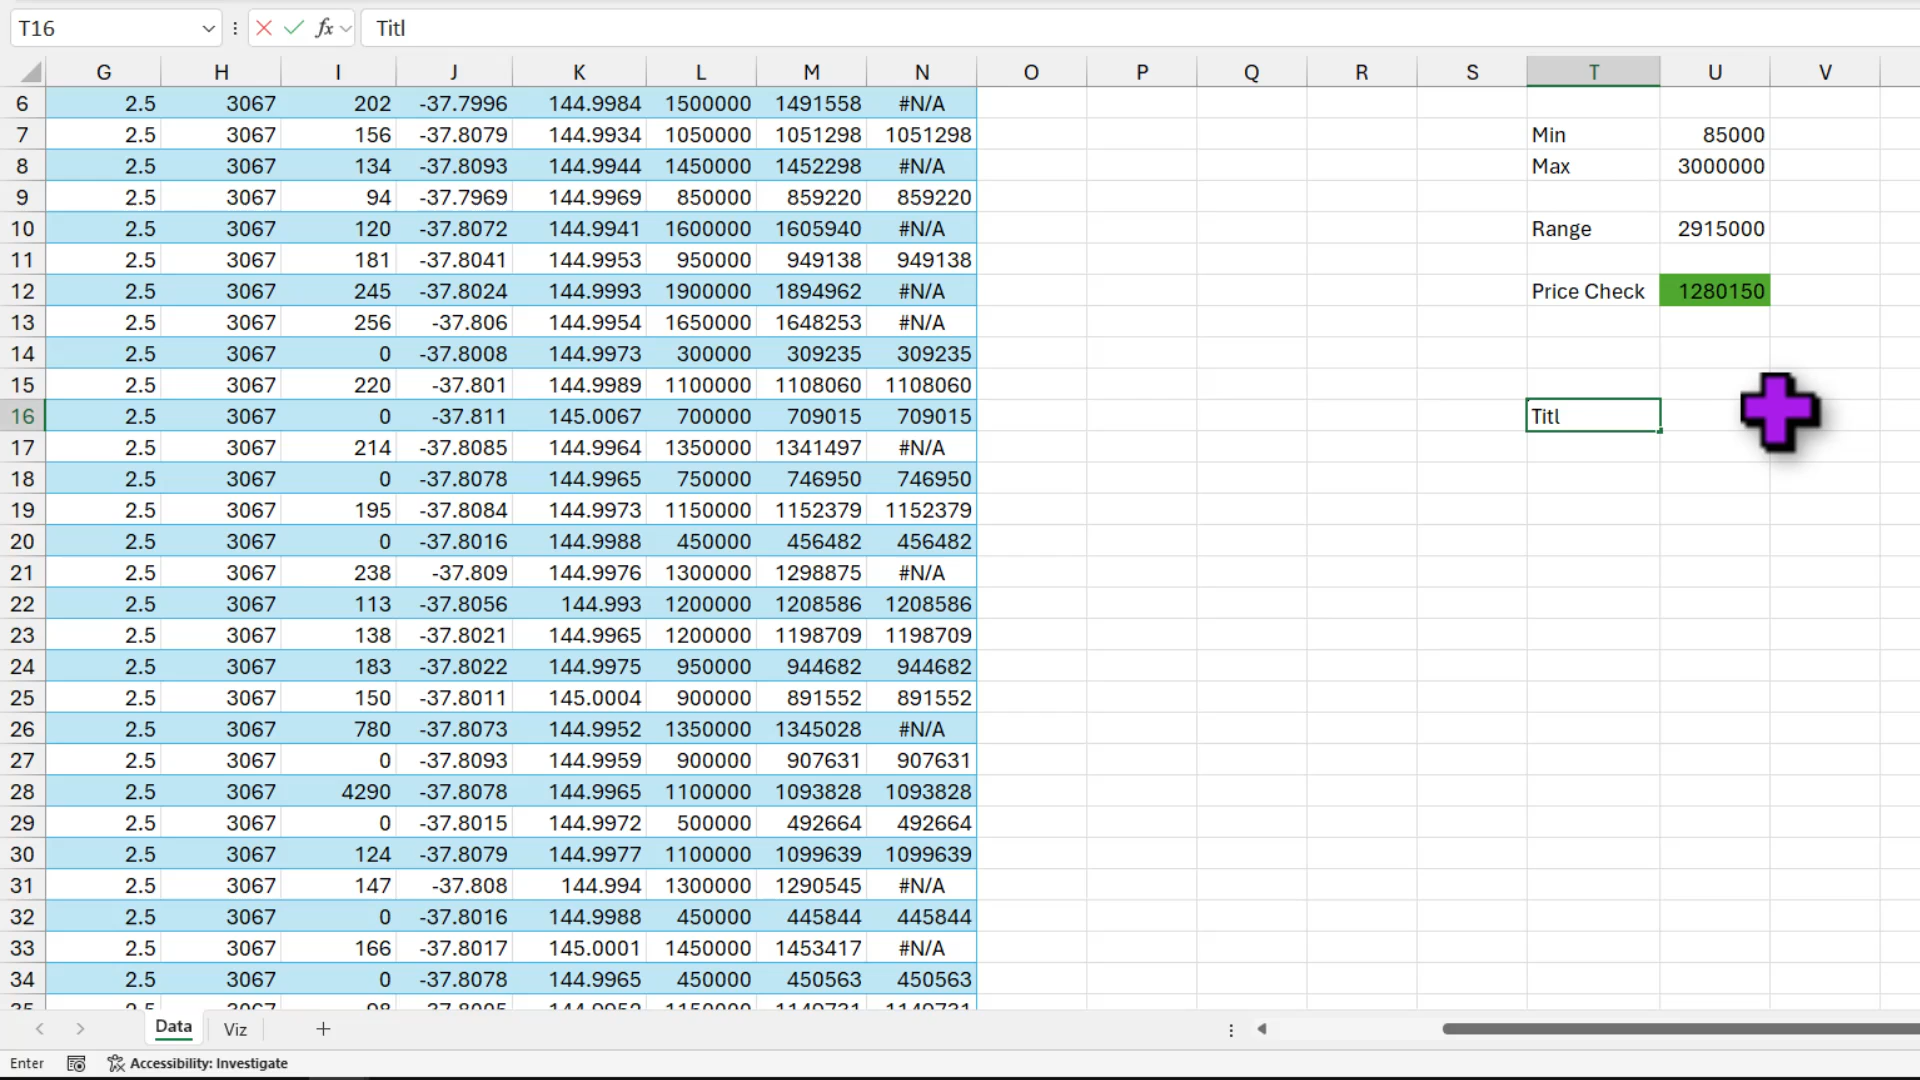 T16 fx Titl
G H I J K L M N O P Q R S T U V
6 2.5 3067 202 -37.7996 144.9984 1500000 1491558 #N/A
7 2.5 3067 156 -37.8079 144.9934 1050000 1051298 1051298 Min 85000
8 2.5 3067 134 -37.8093 144.9944 1450000 1452298 #N/A Max 3000000
9 2.5 3067 94 -37.7969 144.9969 850000 859220 859220
10 2.5 3067 120 -37.8072 144.9941 1600000 1605940 #N/A Range 2915000
11 2.5 3067 181 -37.8041 144.9953 950000 949138 949138
12 2.5 3067 245 -37.8024 144.9993 1900000 1894962 #N/A Price Check 1280150
13 2.5 3067 256 -37.806 144.9954 1650000 1648253 #N/A
14 2.5 3067 0 -37.8008 144.9973 300000 309235 309235
15 2.5 3067 220 -37.801 144.9989 1100000 1108060 1108060
16 2.5 3067 0 -37.811 145.0067 700000 709015 709015 Titl
17 2.5 3067 214 -37.8085 144.9964 1350000 1341497 #N/A
18 2.5 3067 0 -37.8078 144.9965 750000 746950 746950
19 2.5 3067 195 -37.8084 144.9973 1150000 1152379 1152379
20 2.5 3067 0 -37.8016 144.9988 450000 456482 456482
21 2.5 3067 238 -37.809 144.9976 1300000 1298875 #N/A
22 2.5 3067 113 -37.8056 144.993 1200000 1208586 1208586
23 2.5 3067 138 -37.8021 144.9965 1200000 1198709 1198709
24 2.5 3067 183 -37.8022 144.9975 950000 944682 944682
25 2.5 3067 150 -37.8011 145.0004 900000 891552 891552
26 2.5 3067 780 -37.8073 144.9952 1350000 1345028 #N/A
27 2.5 3067 0 -37.8093 144.9959 900000 907631 907631
28 2.5 3067 4290 -37.8078 144.9965 1100000 1093828 1093828
29 2.5 3067 0 -37.8015 144.9972 500000 492664 492664
30 2.5 3067 124 -37.8079 144.9977 1100000 1099639 1099639
31 2.5 3067 147 -37.808 144.994 1300000 1290545 #N/A
32 2.5 3067 0 -37.8016 144.9988 450000 445844 445844
33 2.5 3067 166 -37.8017 145.0001 1450000 1453417 #N/A
34 2.5 3067 0 -37.8078 144.9965 450000 450563 450563
Data Viz
Enter Accessibility: Investigate